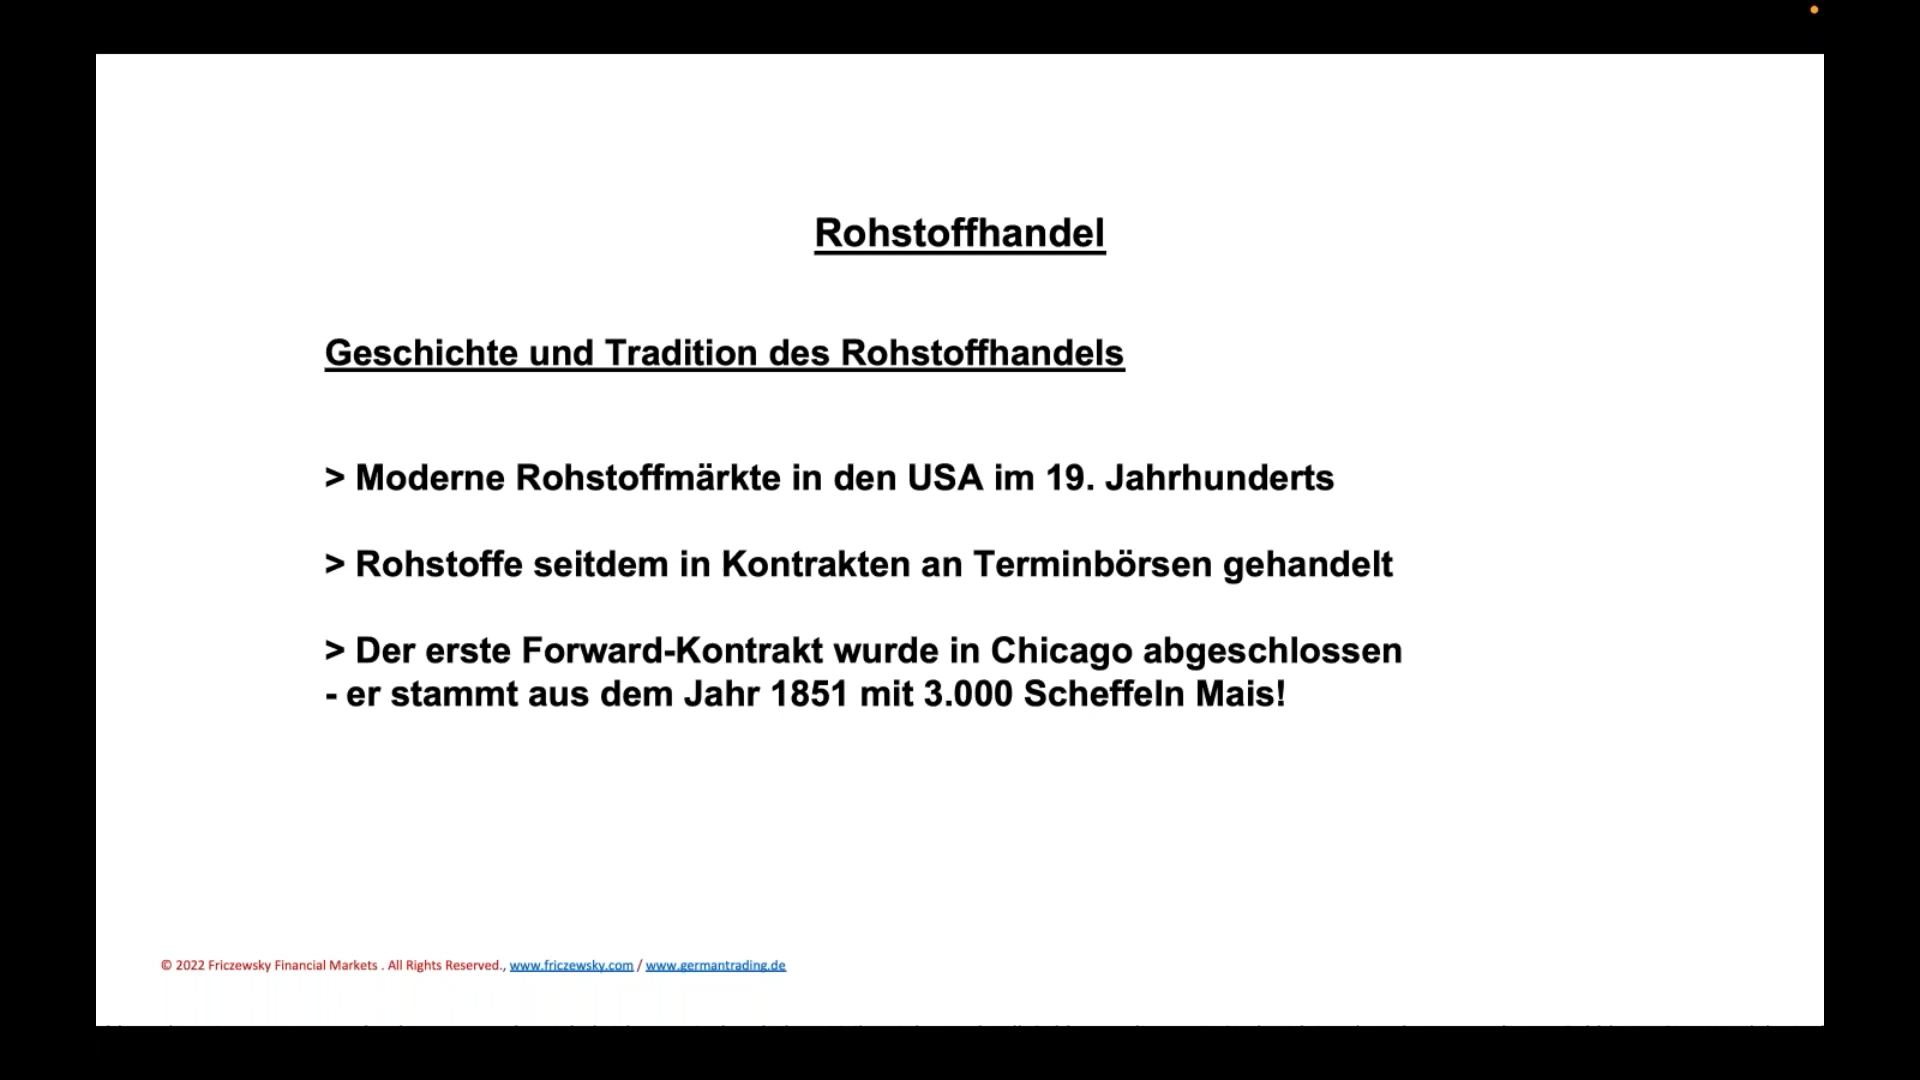 Rohstoffhandel
Geschichte und Tradition des Rohstoffhandels
> Moderne Rohstoffmärkte in den USA im 19. Jahrhunderts
> Rohstoffe seitdem in Kontrakten an Terminbörsen gehandelt
> Der erste Forward-Kontrakt wurde in Chicago abgeschlossen
- er stammt aus dem Jahr 1851 mit 3.000 Scheffeln Mais!
© 2022 Friczewsky Financial Markets . All Rights Reserved., www.friczewsky.com / www.germantrading.de